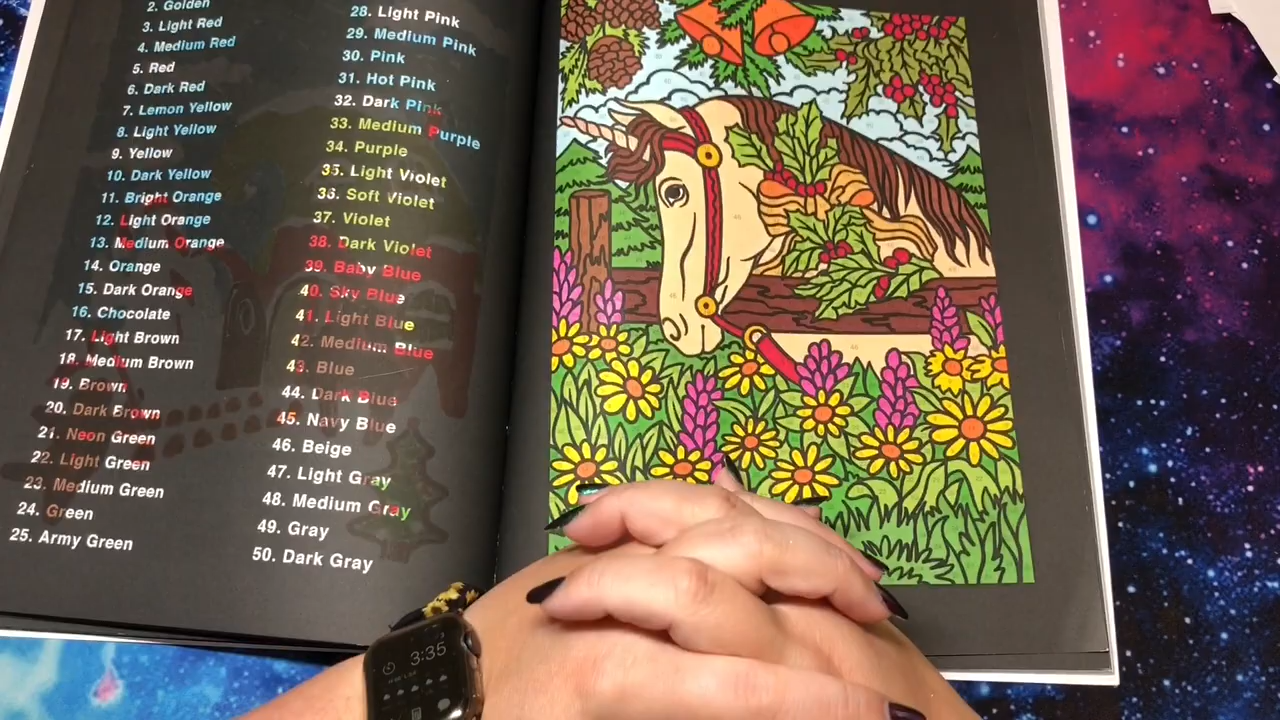 2. Golden
3. Light Red
4. Medium Red
5. Red
6. Dark Red
7. Lemon Yellow
8. Light Yellow
9. Yellow
10. Dark Yellow
11. Bright Orange
12. Light Orange
13. Medium Orange
14. Orange
15. Dark Orange
16. Chocolate
17. Light Brown
18. Medium Brown
19. Brown
20. Dark Brown
21. Neon Green
22. Light Green
23. Medium Green
24. Green
25. Army Green
28. Light Pink
29. Medium Pink
30. Pink
31. Hot Pink
32. Dark Pink
33. Medium Purple
34. Purple
35. Light Violet
36. Soft Violet
37. Violet
38. Dark Violet
39. Baby Blue
40. Sky Blue
41. Light Blue
42. Medium Blue
43. Blue
44. Dark Blue
45. Navy Blue
46. Beige
47. Light Gray
48. Medium Gray
49. Gray
50. Dark Gray
3:35